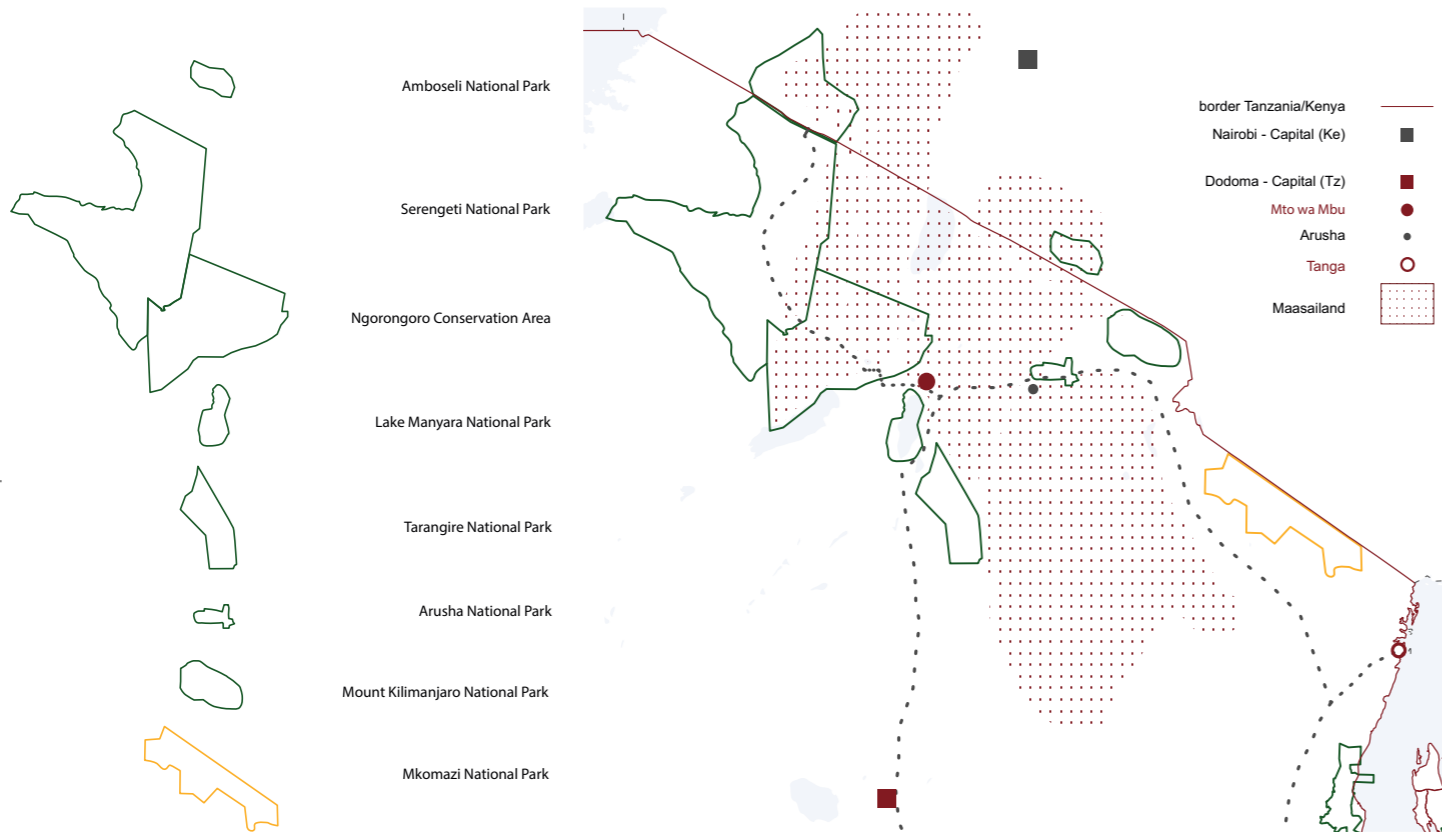 Amboseli National Park
Serengeti National Park
Ngorongoro Conservation Area
Lake Manyara National Park
Tarangire National Park
Arusha National Park
Mount Kilimanjaro National Park
Mkomazi National Park
border Tanzania/Kenya
Nairobi - Capital (Ke)
Dodoma - Capital (Tz)
Mto wa Mbu
Arusha
Tanga
Maasailand